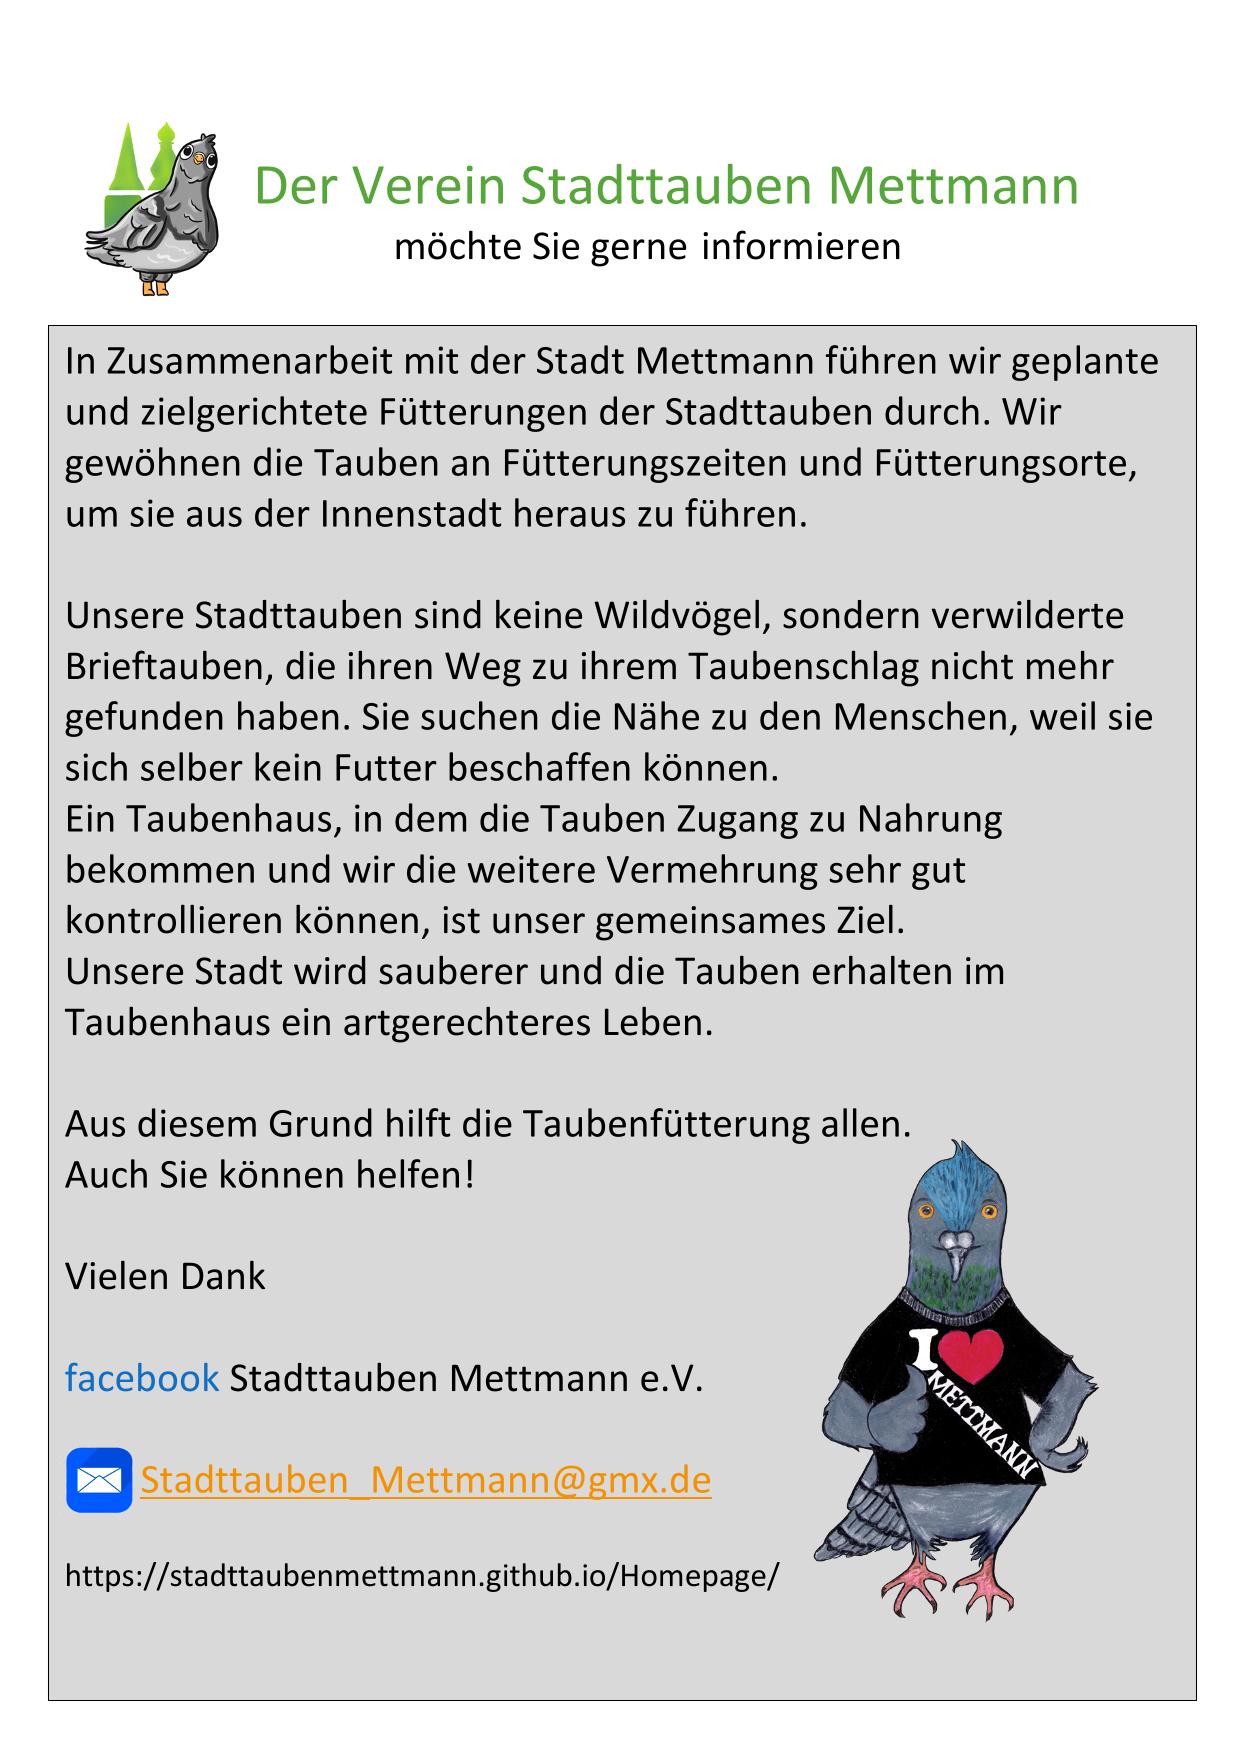 Der Verein Stadttauben Mettmann
möchte Sie gerne informieren
In Zusammenarbeit mit der Stadt Mettmann führen wir geplante
und zielgerichtete Fütterungen der Stadttauben durch. Wir
gewöhnen die Tauben an Fütterungszeiten und Fütterungsorte,
um sie aus der Innenstadt heraus zu führen.
Unsere Stadttauben sind keine Wildvögel, sondern verwilderte
Brieftauben, die ihren Weg zu ihrem Taubenschlag nicht mehr
gefunden haben. Sie suchen die Nähe zu den Menschen, weil sie
sich selber kein Futter beschaffen können.
Ein Taubenhaus, in dem die Tauben Zugang zu Nahrung
bekommen und wir die weitere Vermehrung sehr gut
kontrollieren können, ist unser gemeinsames Ziel.
Unsere Stadt wird sauberer und die Tauben erhalten im
Taubenhaus ein artgerechteres Leben.
Aus diesem Grund hilft die Taubenfütterung allen.
Auch Sie können helfen!
Vielen Dank
facebook Stadttauben Mettmann e.V.
Stadttauben_Mettmann@gmx.de
https://stadttaubenmettmann.github.io/Homepage/
I
METTMANN